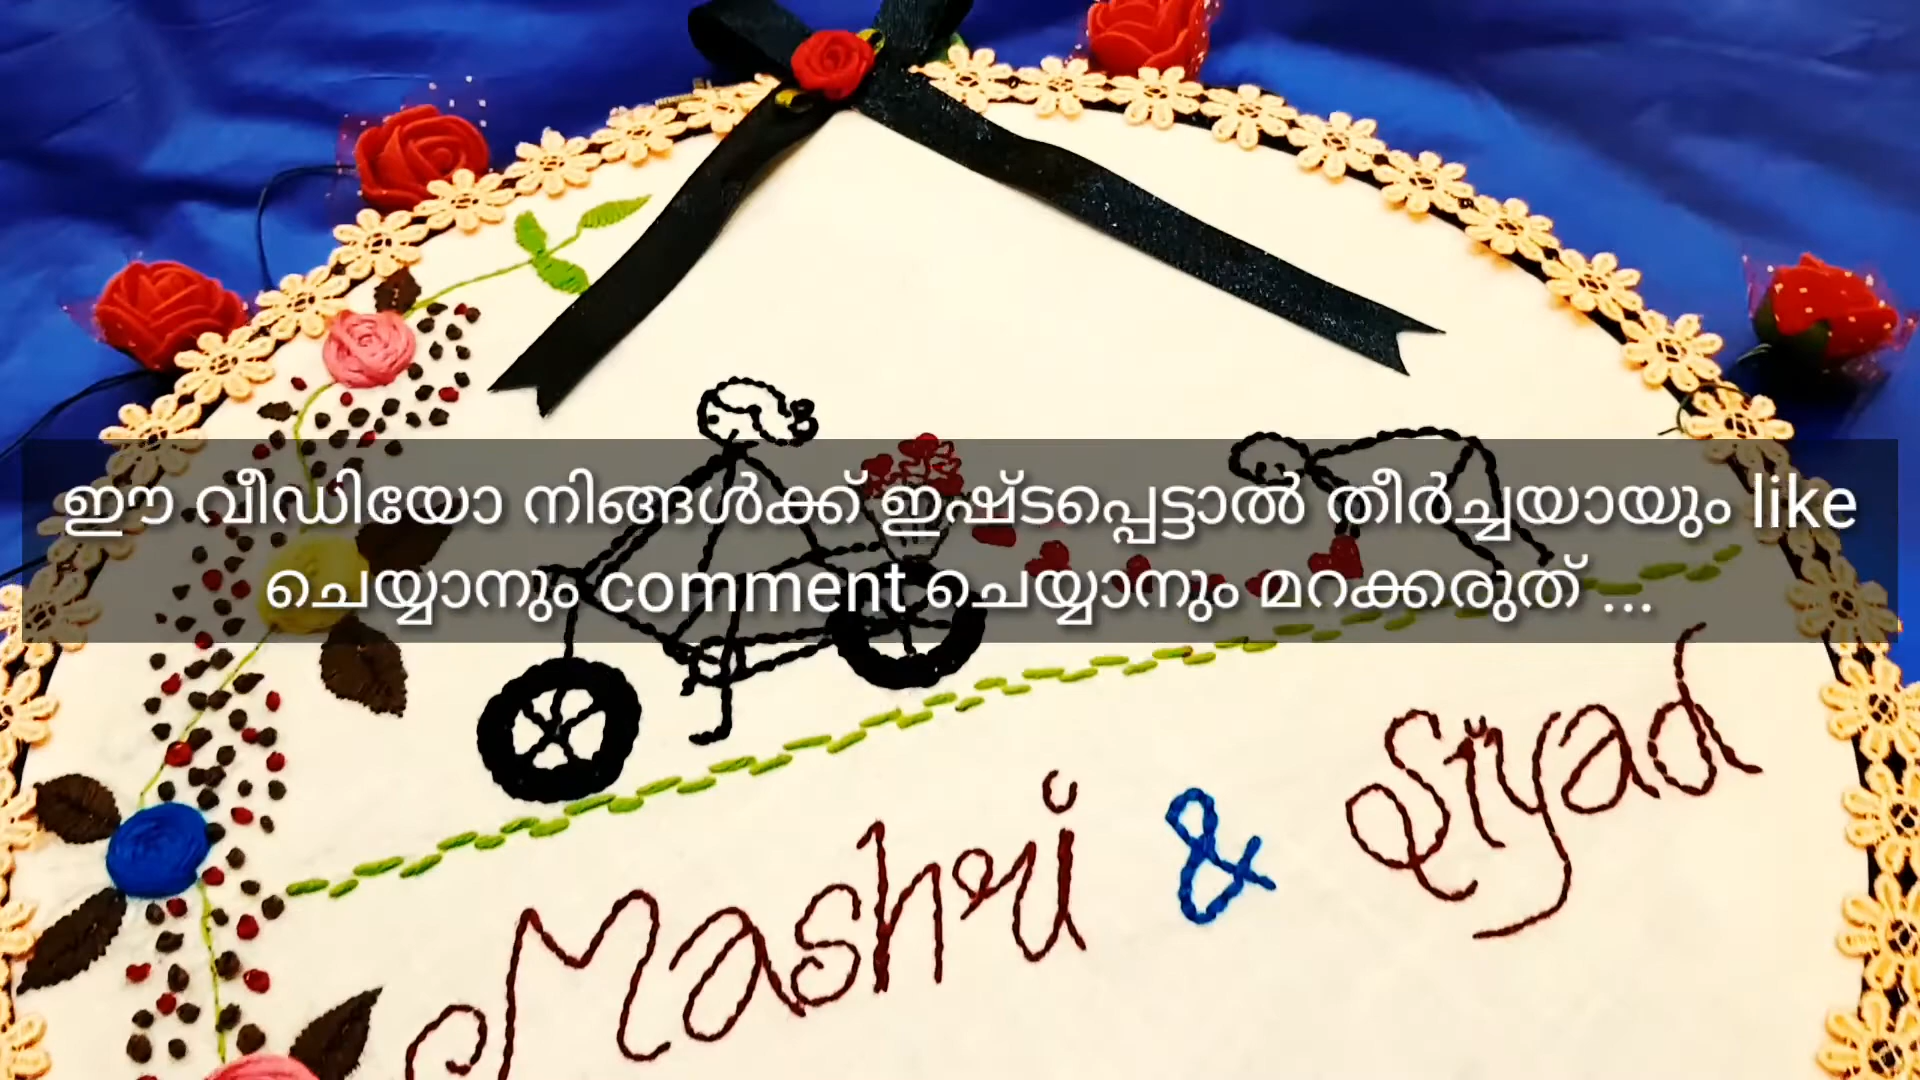 ഈ വീഡിയോ നിങ്ങൾക്ക് ഇഷ്ടപ്പെട്ടാൽ തീർച്ചയായും like
ചെയ്യാനും comment ചെയ്യാനും മറക്കരുത് ...
Mashri & Siyad